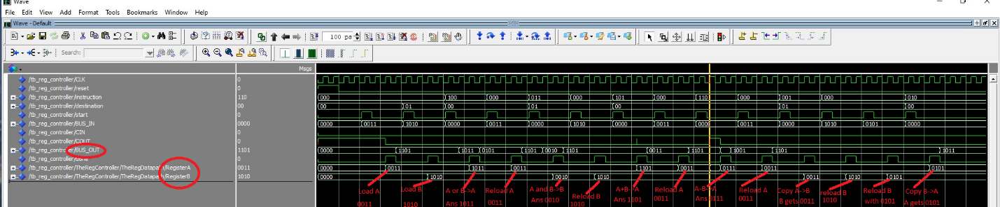 Wave
File Edit View Add Format Tools Bookmarks Window Help
Wave - Default
100 ps
Search:
Msgs
/tb_reg_controller/CLK 0
/tb_reg_controller/reset 0
/tb_reg_controller/instruction 110 000 100 000 011 000 101 000 110 000 001 000 010
/tb_reg_controller/destination 00 00 01 00 01 00 01 00
/tb_reg_controller/start 0
/tb_reg_controller/BUS_IN 0000 0000 0011 1010 0000 0011 0000 1010 0000 0011 0000 0011 0000 1010 0101 0000
/tb_reg_controller/CIN 0
/tb_reg_controller/COUT 0
/tb_reg_controller/BUS_OUT 1101 0000 1101 1011 0101 1101 0010 1101 0011 1101 1001 1101 1011
/tb_reg_controller/done 0
/tb_reg_controller/TheRegController/TheRegDatapath/RegisterA 0011 0000 0011 1011 0011 1101 0011 0111 0011 0101
/tb_reg_controller/TheRegController/TheRegDatapath/RegisterB 1010 0000 1010 0010 1010 0011 1010 0101
Load A
0011
Load B
1010
A or B->A
Ans 1011
Reload A
0011
A and B->B
Ans 0010
Reload B
1010
A+B->A
Ans 1101
Reload A
0011
A-B->A
Ans 0111
Reload A
0011
Copy A->B
B gets 0011
reload B
1010
Reload B
with 0101
Copy B->A
A gets 0101